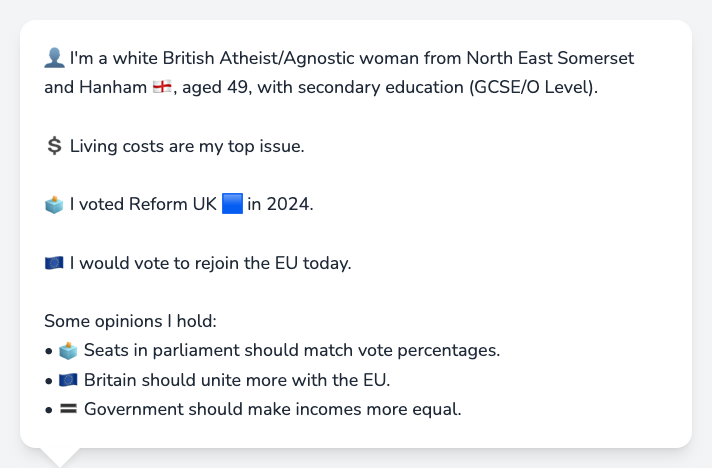 👤 I'm a white British Atheist/Agnostic woman from North East Somerset
and Hanham 🏴󠁧󠁢󠁥󠁮󠁧󠁿, aged 49, with secondary education (GCSE/O Level).
💲 Living costs are my top issue.
🗳️ I voted Reform UK 🟦 in 2024.
🇪🇺 I would vote to rejoin the EU today.
Some opinions I hold:
• 🗳️ Seats in parliament should match vote percentages.
• 🇪🇺 Britain should unite more with the EU.
• 🟰 Government should make incomes more equal.